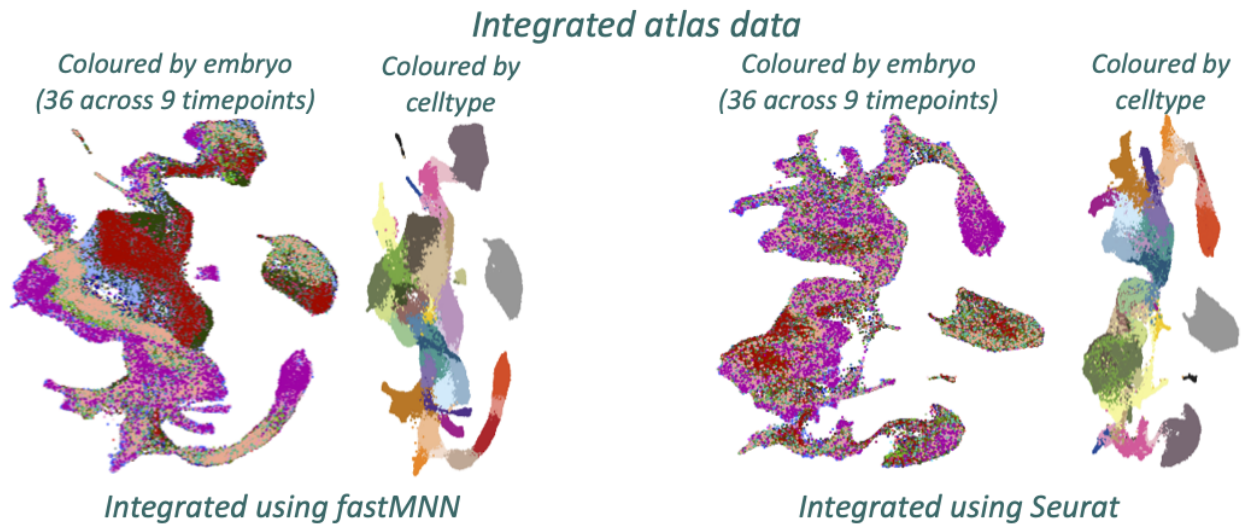 Integrated atlas data
Coloured by embryo
(36 across 9 timepoints)
Coloured by
celltype
Coloured by embryo
(36 across 9 timepoints)
Coloured by
celltype
Integrated using fastMNN
Integrated using Seurat